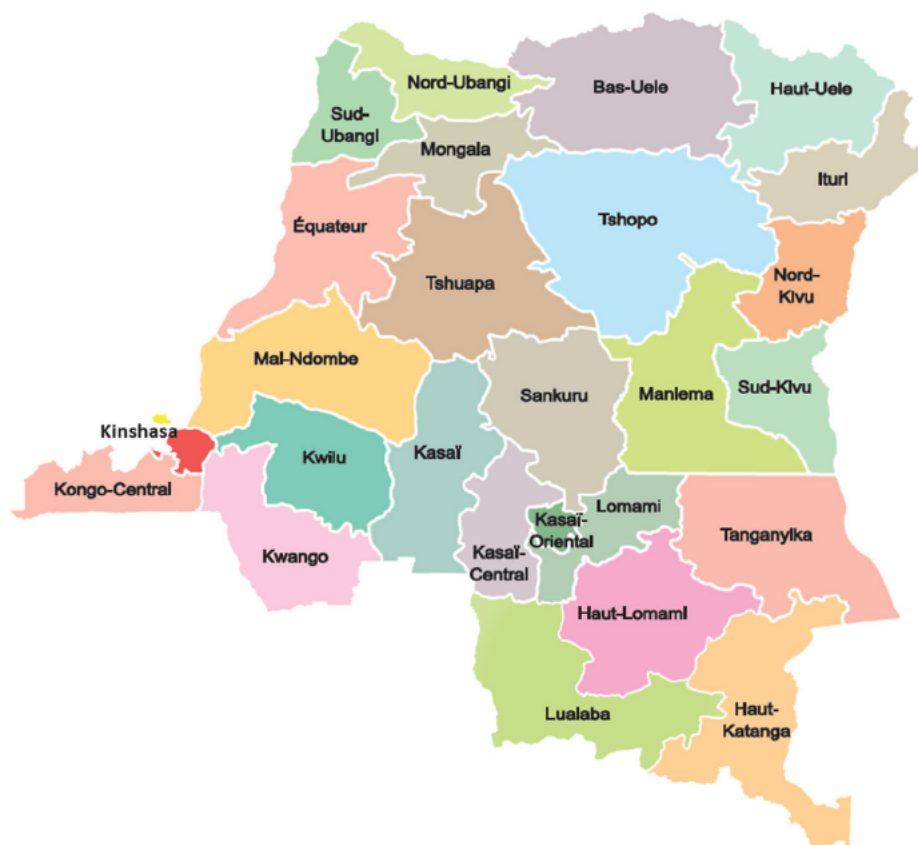 Nord-Ubangi
Bas-Uele
Haut-Uele
Sud-
Ubangi
Mongala
Ituri
Équateur
Tshopo
Tshuapa
Nord-
Kivu
Mai-Ndombe
Sankuru
Maniema
Sud-Kivu
Kinshasa
Kwilu
Kasaï
Kongo-Central
Lomami
Kasaï-
Oriental
Tanganyika
Kwango
Kasaï-
Central
Haut-Lomami
Lualaba
Haut-
Katanga